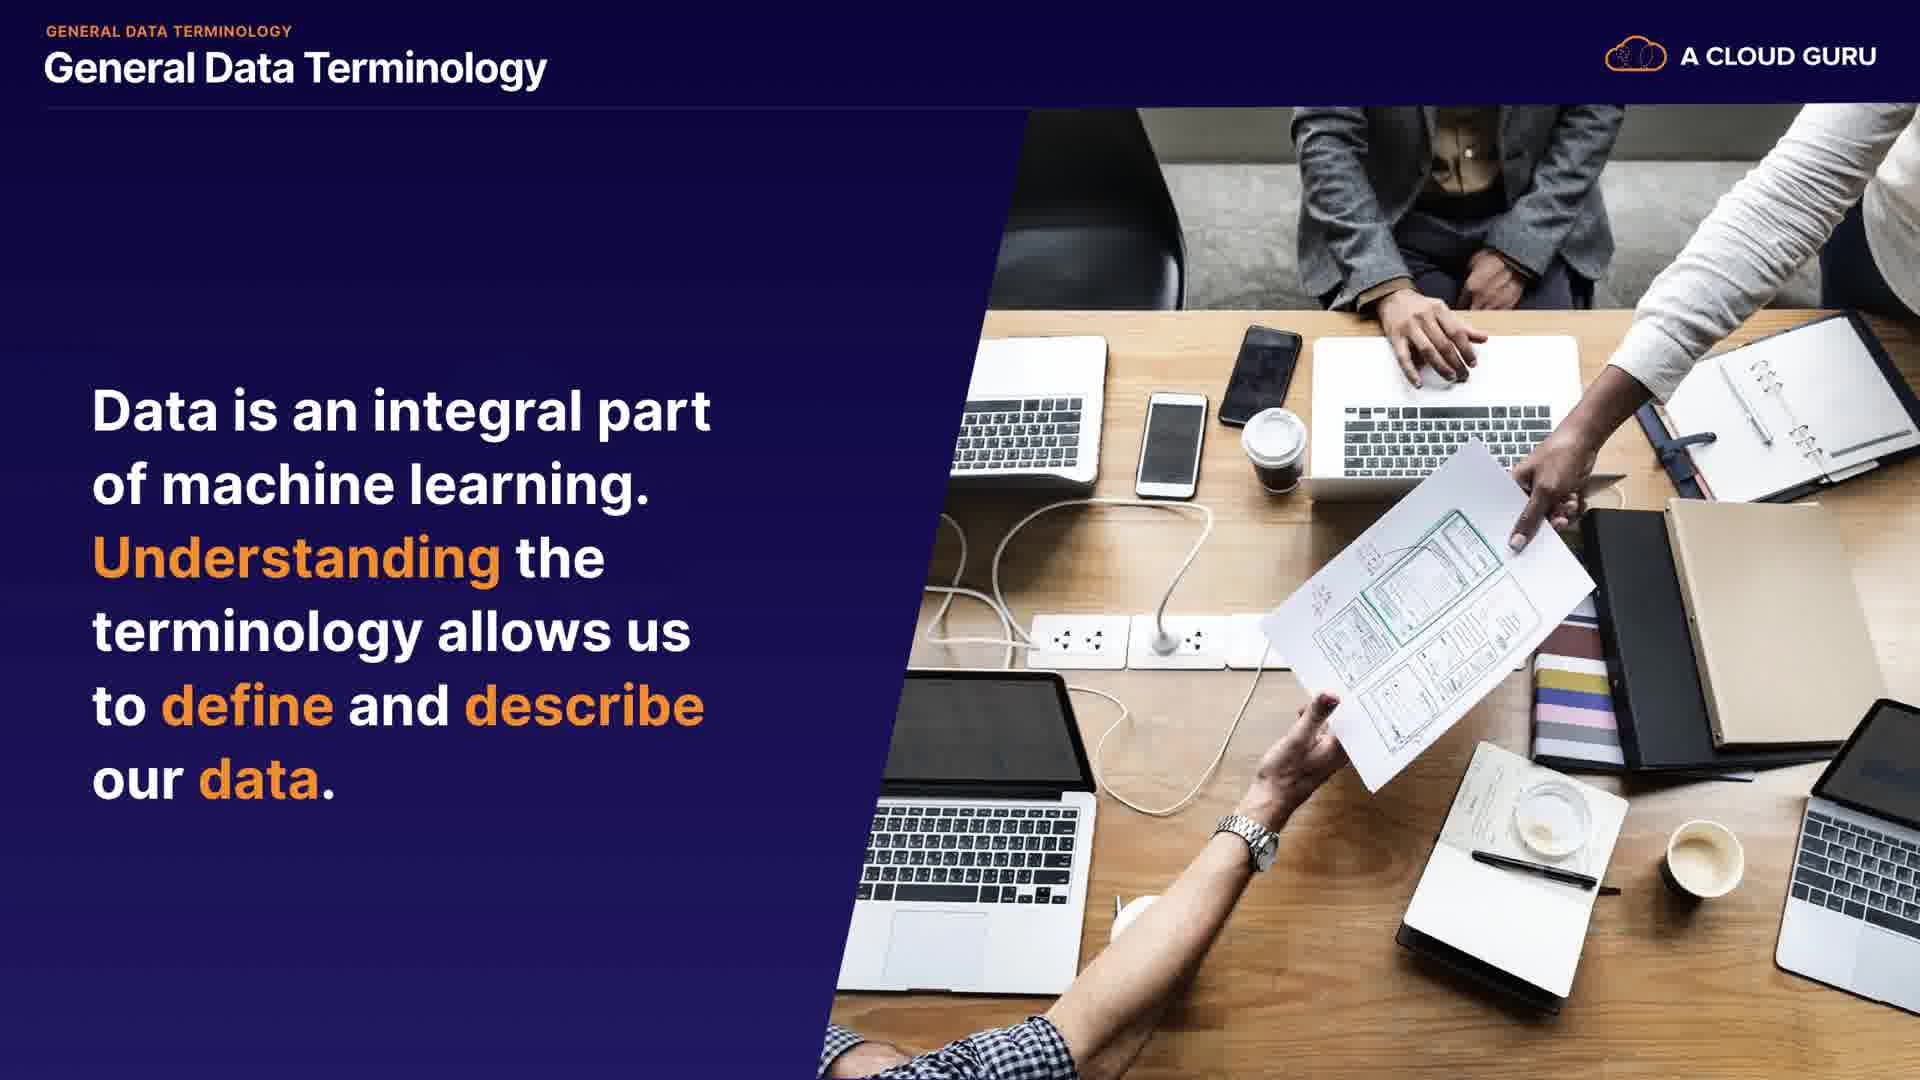 GENERAL DATA TERMINOLOGY
General Data Terminology
A CLOUD GURU
Data is an integral part
of machine learning.
Understanding the
terminology allows us
to define and describe
our data.